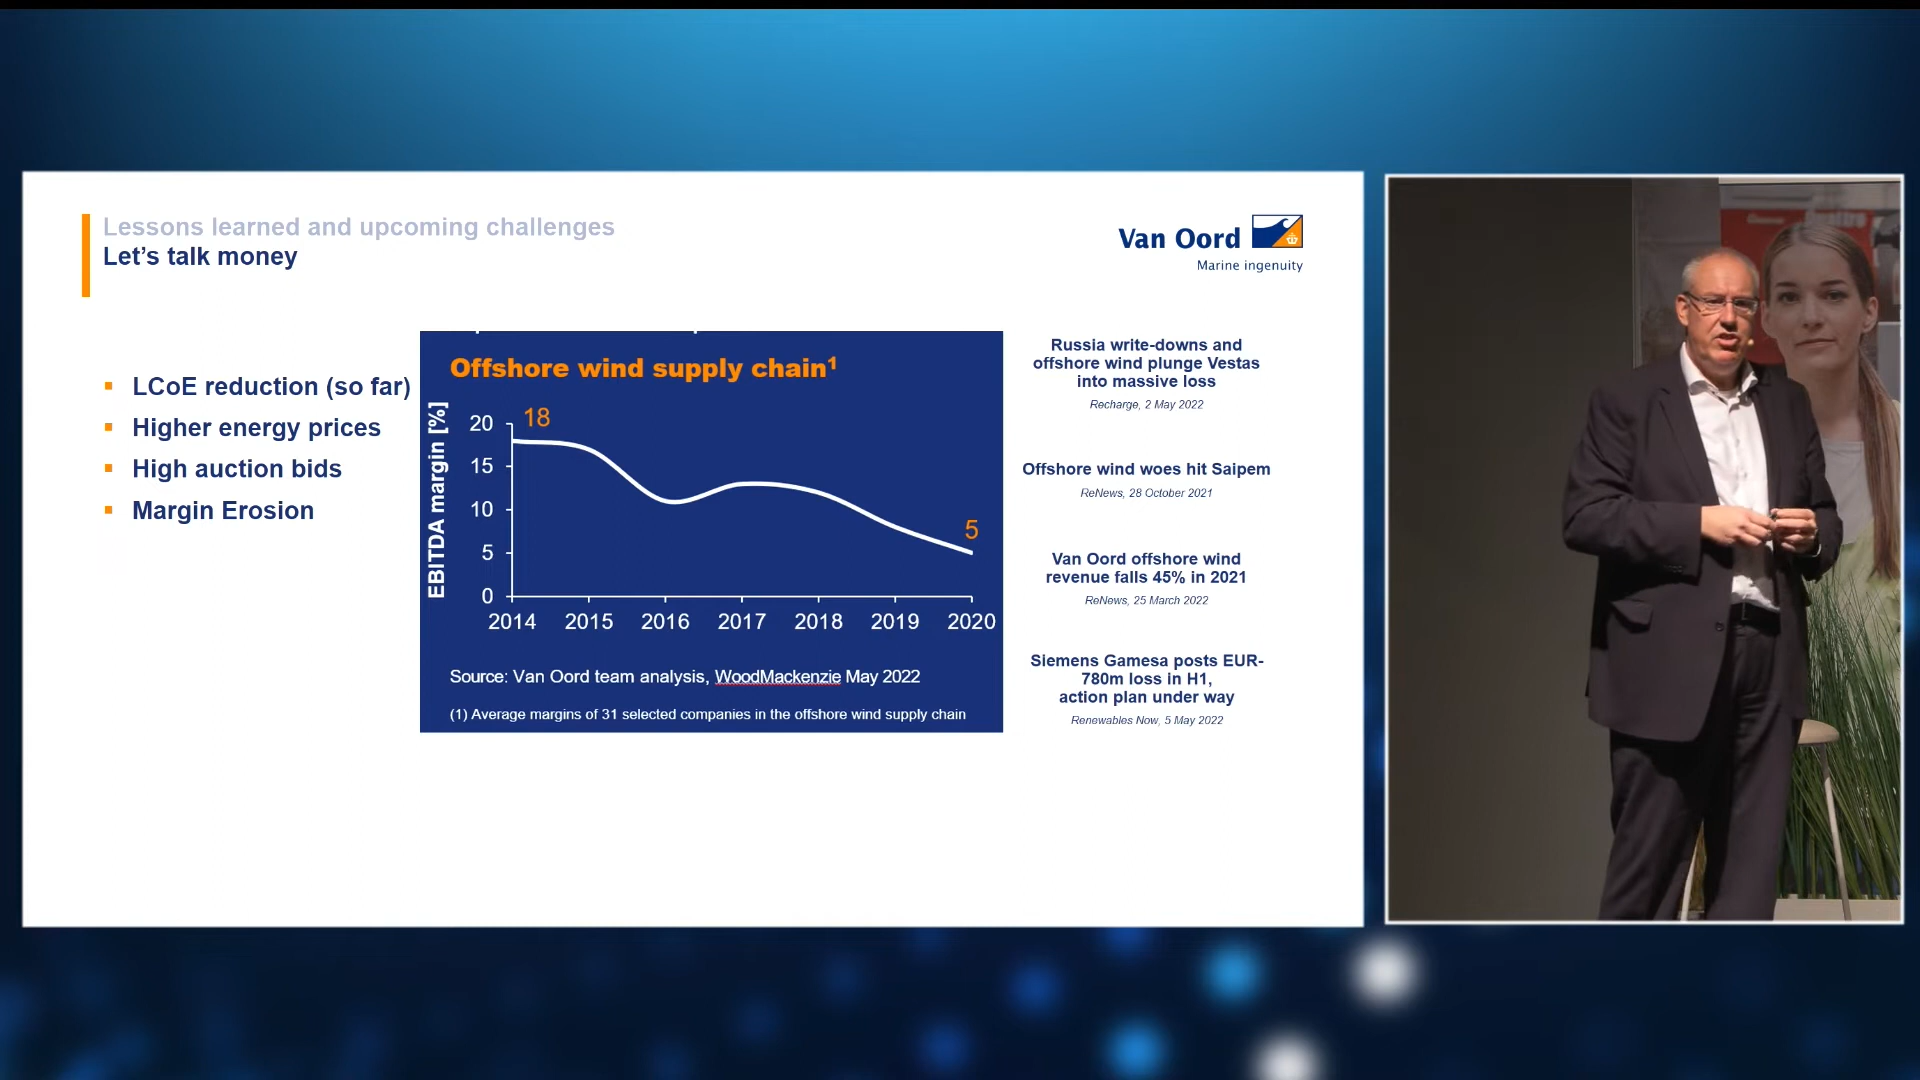 Lessons learned and upcoming challenges
Let's talk money
Van Oord
Marine ingenuity
▪ LCoE reduction (so far)
▪ Higher energy prices
▪ High auction bids
▪ Margin Erosion
Offshore wind supply chain¹
EBITDA margin [%]
20
15
10
5
0
18
5
2014 2015 2016 2017 2018 2019 2020
Source: Van Oord team analysis, WoodMackenzie May 2022
(1) Average margins of 31 selected companies in the offshore wind supply chain
Russia write-downs and
offshore wind plunge Vestas
into massive loss
Recharge, 2 May 2022
Offshore wind woes hit Saipem
ReNews, 28 October 2021
Van Oord offshore wind
revenue falls 45% in 2021
ReNews, 25 March 2022
Siemens Gamesa posts EUR-
780m loss in H1,
action plan under way
Renewables Now, 5 May 2022